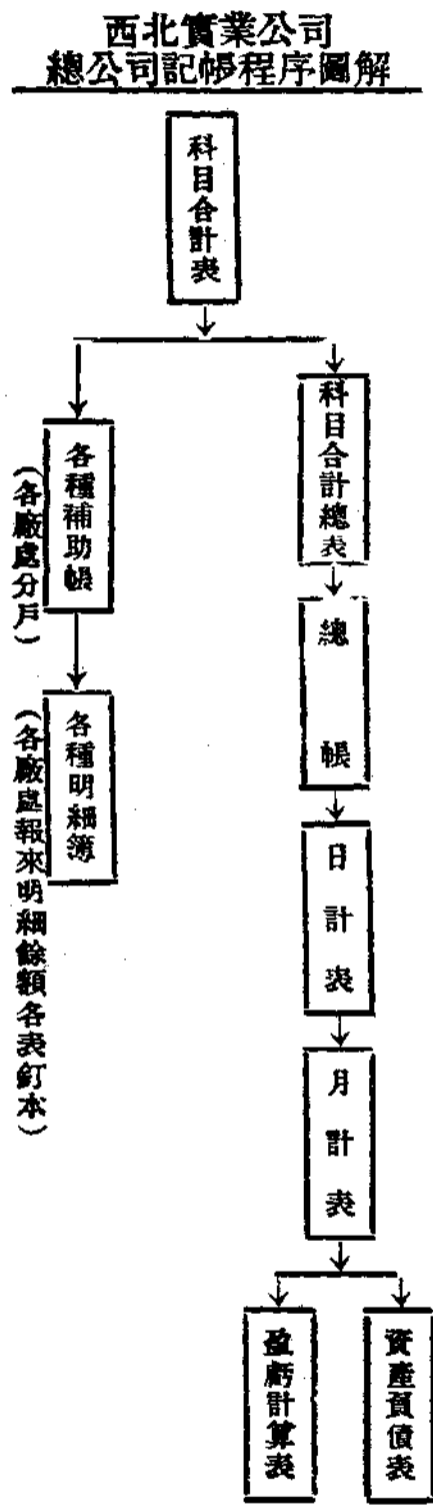 西北實業公司
總公司記帳程序圖解
科目合計表
科目合計總表
總帳
日計表
月計表
資產負債表
盈虧計算表
各種補助帳
（各廠處分戶）
各種明細簿
（各廠處報來明細餘額各表釘本）